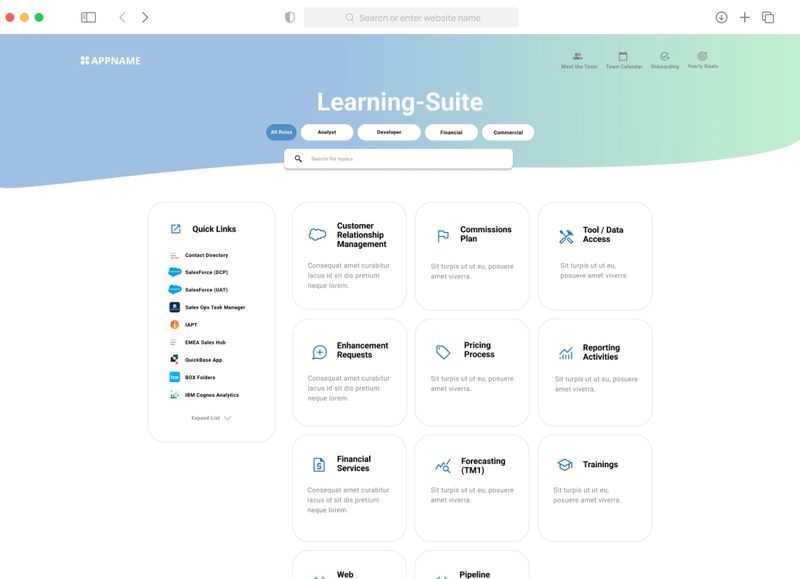 Search or enter website name
APPNAME
Meet the Team
Team Calendar
Onboarding
Yearly Goals
Learning-Suite
All Roles
Analyst
Developer
Financial
Commercial
Search for topics
Quick Links
Contact Directory
SalesForce (DCP)
SalesForce (UAT)
Sales Ops Task Manager
IAPT
EMEA Sales Hub
QuickBase App
box
BOX Folders
IBM Cognos Analytics
Expand List
Customer
Relationship
Management
Consequat amet curabitur
lacus id sit dis pretium
neque lorem.
Commissions
Plan
Sit turpis ut ut eu, posuere
amet viverra.
Tool / Data
Access
Sit turpis ut ut eu,
posuere amet viverra.
Enhancement
Requests
Consequat amet curabitur
lacus id sit dis pretium
neque lorem.
Pricing
Process
Sit turpis ut ut eu, posuere
amet viverra.
Reporting
Activities
Sit turpis ut ut eu, posuere
amet viverra.
Financial
Services
Consequat amet curabitur
lacus id sit dis pretium
neque lorem.
Forecasting
(TM1)
Sit turpis ut ut eu, posuere
amet viverra.
Trainings
Sit turpis ut ut eu,
posuere amet viverra.
Web
Pipeline